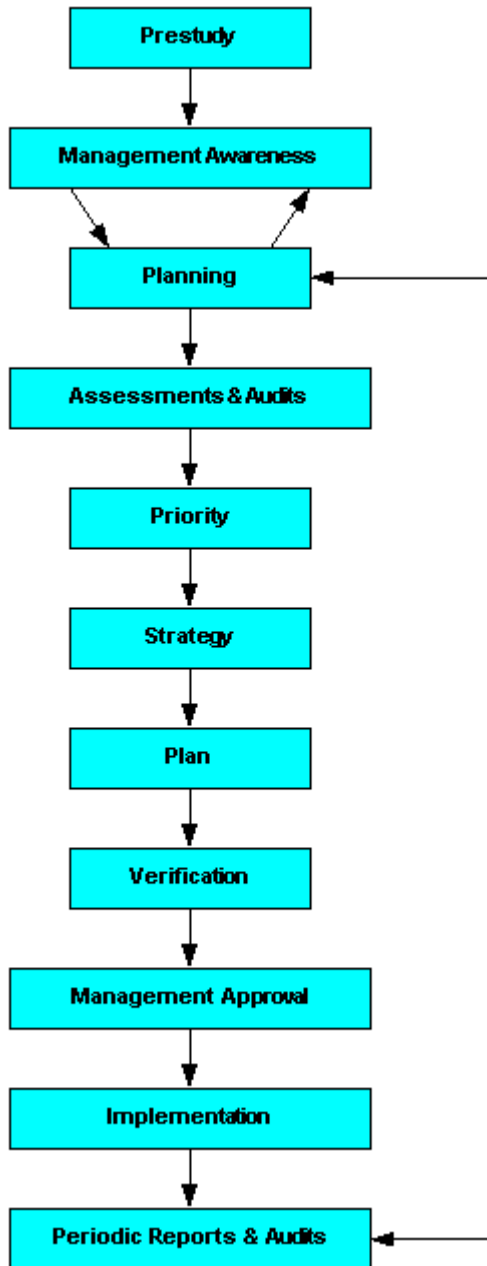 Prestudy
Management Awareness
Planning
Assessments & Audits
Priority
Strategy
Plan
Verification
Management Approval
Implementation
Periodic Reports & Audits